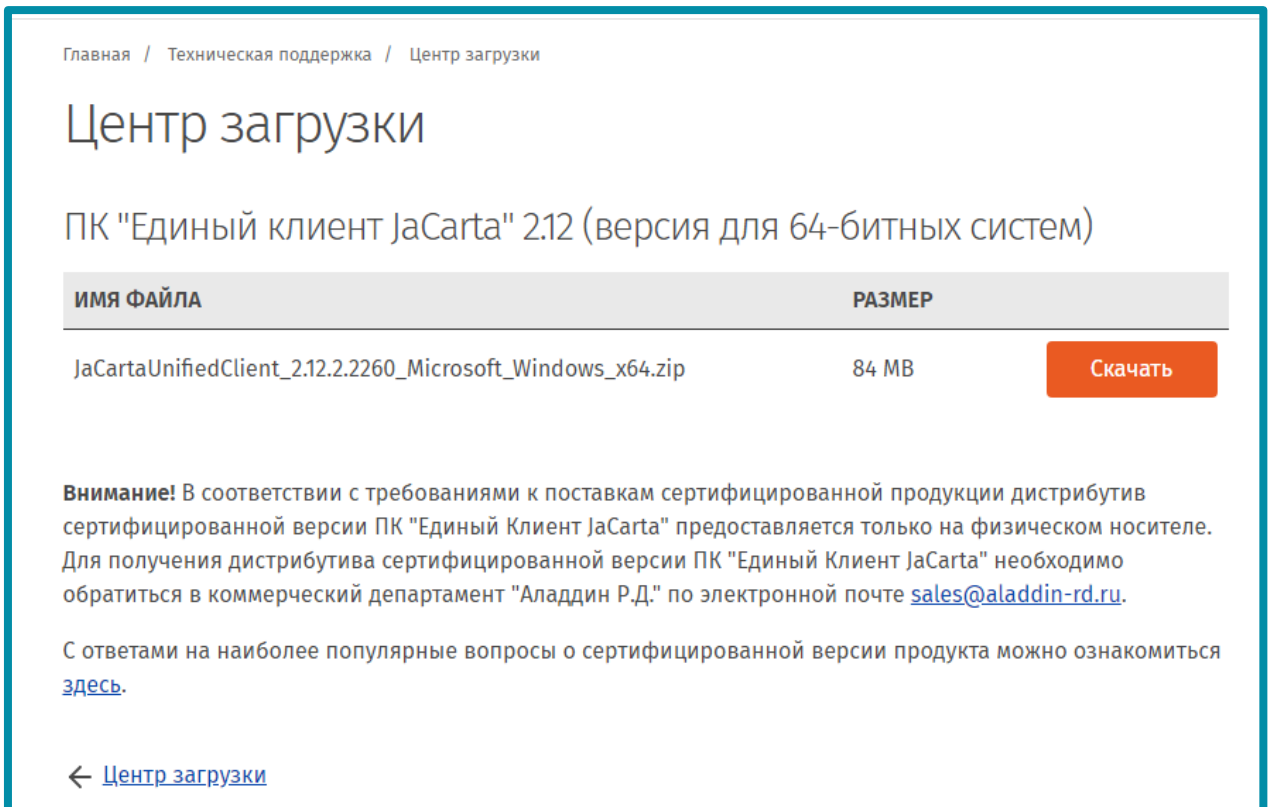 Главная / Техническая поддержка / Центр загрузки
Центр загрузки
ПК "Единый клиент JaCarta" 2.12 (версия для 64-битных систем)
ИМЯ ФАЙЛА РАЗМЕР
JaCartaUnifiedClient_2.12.2.2260_Microsoft_Windows_x64.zip 84 MB Скачать
Внимание! В соответствии с требованиями к поставкам сертифицированной продукции дистрибутив
сертифицированной версии ПК "Единый Клиент JaCarta" предоставляется только на физическом носителе.
Для получения дистрибутива сертифицированной версии ПК "Единый Клиент JaCarta" необходимо
обратиться в коммерческий департамент "Аладдин Р.Д." по электронной почте sales@aladdin-rd.ru.
С ответами на наиболее популярные вопросы о сертифицированной версии продукта можно ознакомиться
здесь.
← Центр загрузки